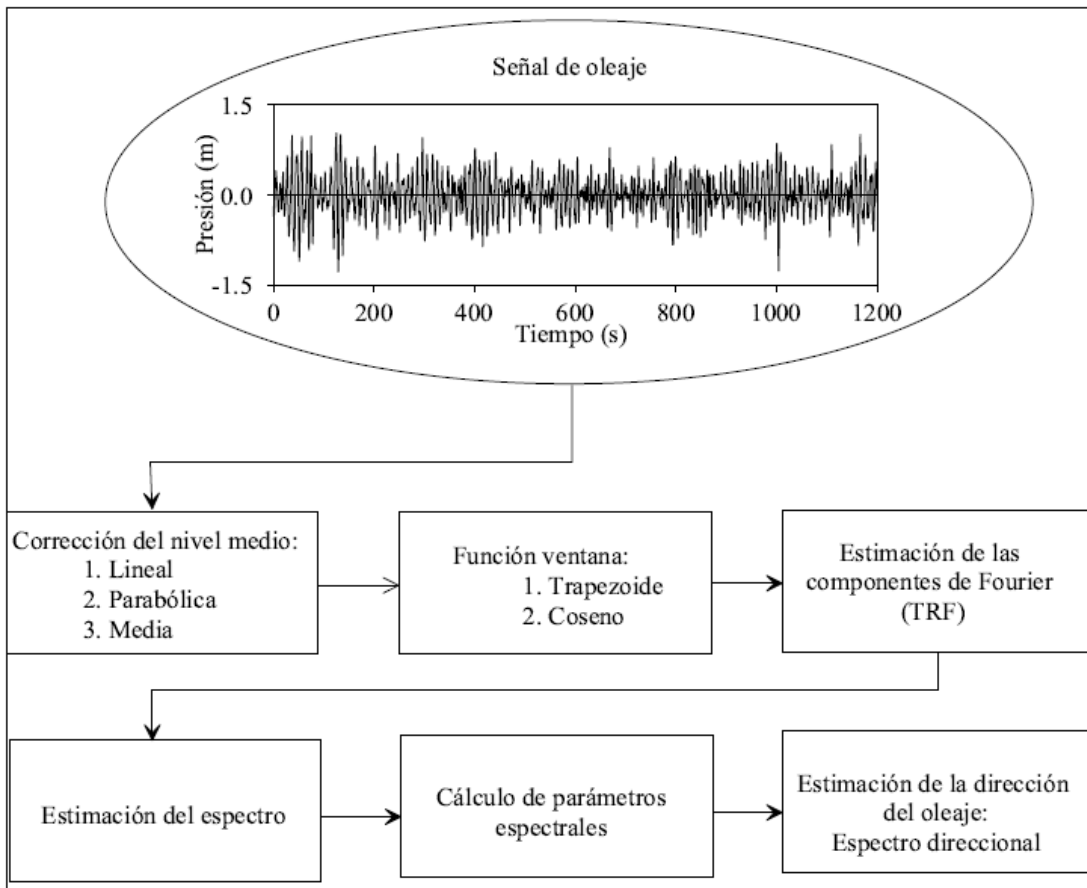 Señal de oleaje
1.5
0.0
-1.5
Presión (m)
0 200 400 600 800 1000 1200
Tiempo (s)
Corrección del nivel medio:
1. Lineal
2. Parabólica
3. Media
Función ventana:
1. Trapezoide
2. Coseno
Estimación de las
componentes de Fourier
(TRF)
Estimación del espectro
Cálculo de parámetros
espectrales
Estimación de la dirección
del oleaje:
Espectro direccional